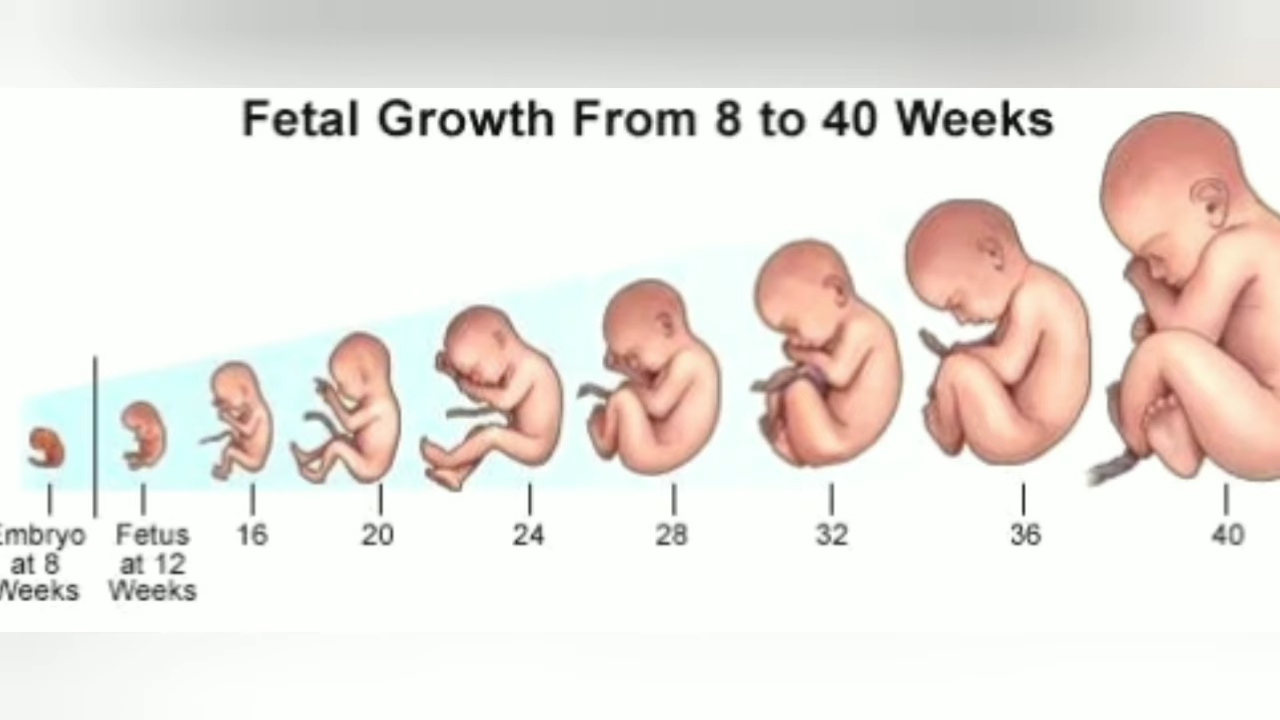 Fetal Growth From 8 to 40 Weeks
Embryo
at 8
Weeks
Fetus
at 12
Weeks
16
20
24
28
32
36
40